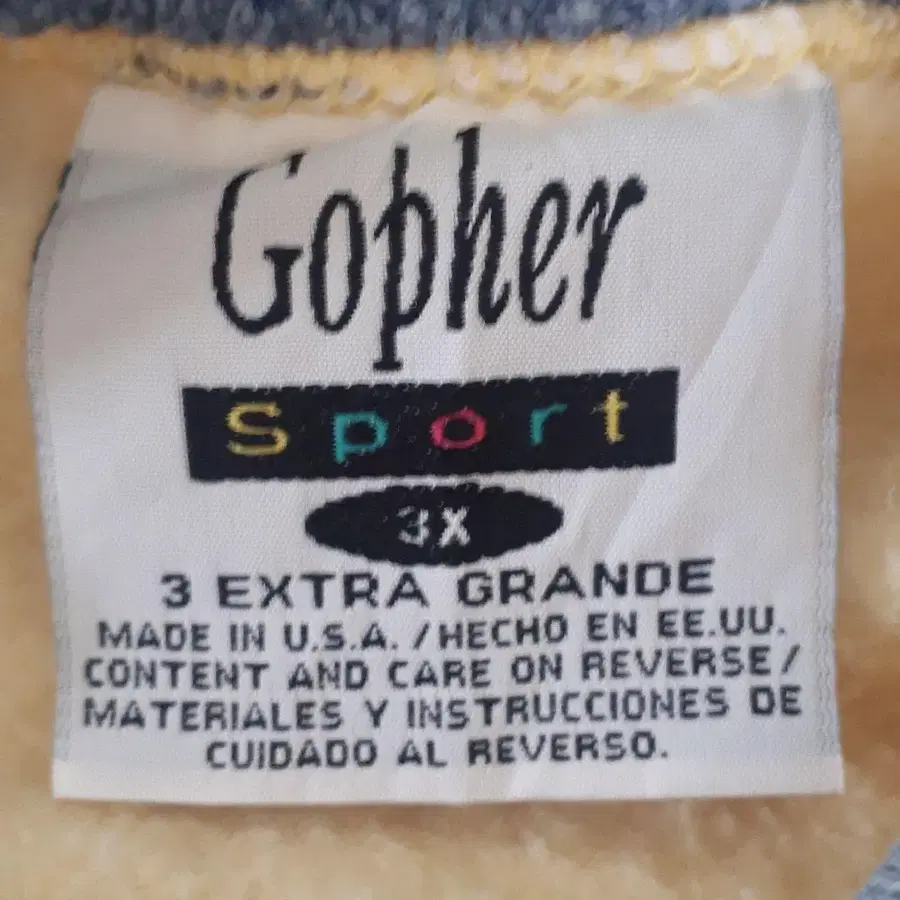 Gopher
Sport
3X
3 EXTRA GRANDE
MADE IN U.S.A. / HECHO EN EE.UU.
CONTENT AND CARE ON REVERSE /
MATERIALES Y INSTRUCCIONES DE
CUIDADO AL REVERSO.